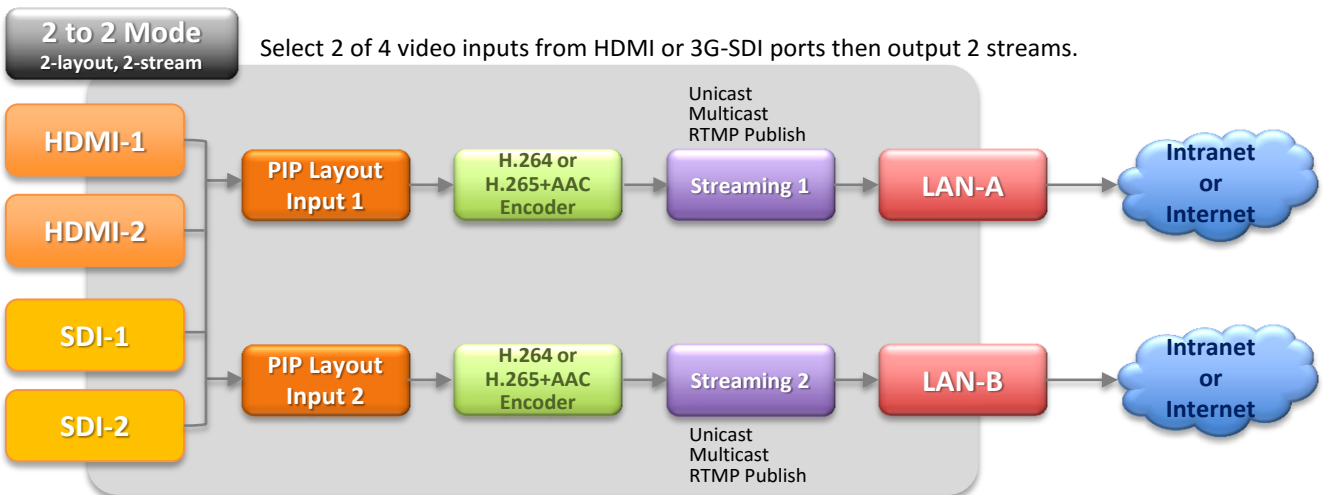 2 to 2 Mode
2-layout, 2-stream
Select 2 of 4 video inputs from HDMI or 3G-SDI ports then output 2 streams.
HDMI-1
HDMI-2
SDI-1
SDI-2
PIP Layout
Input 1
H.264 or
H.265+AAC
Encoder
Unicast
Multicast
RTMP Publish
Streaming 1
LAN-A
Intranet
or
Internet
PIP Layout
Input 2
H.264 or
H.265+AAC
Encoder
Streaming 2
Unicast
Multicast
RTMP Publish
LAN-B
Intranet
or
Internet